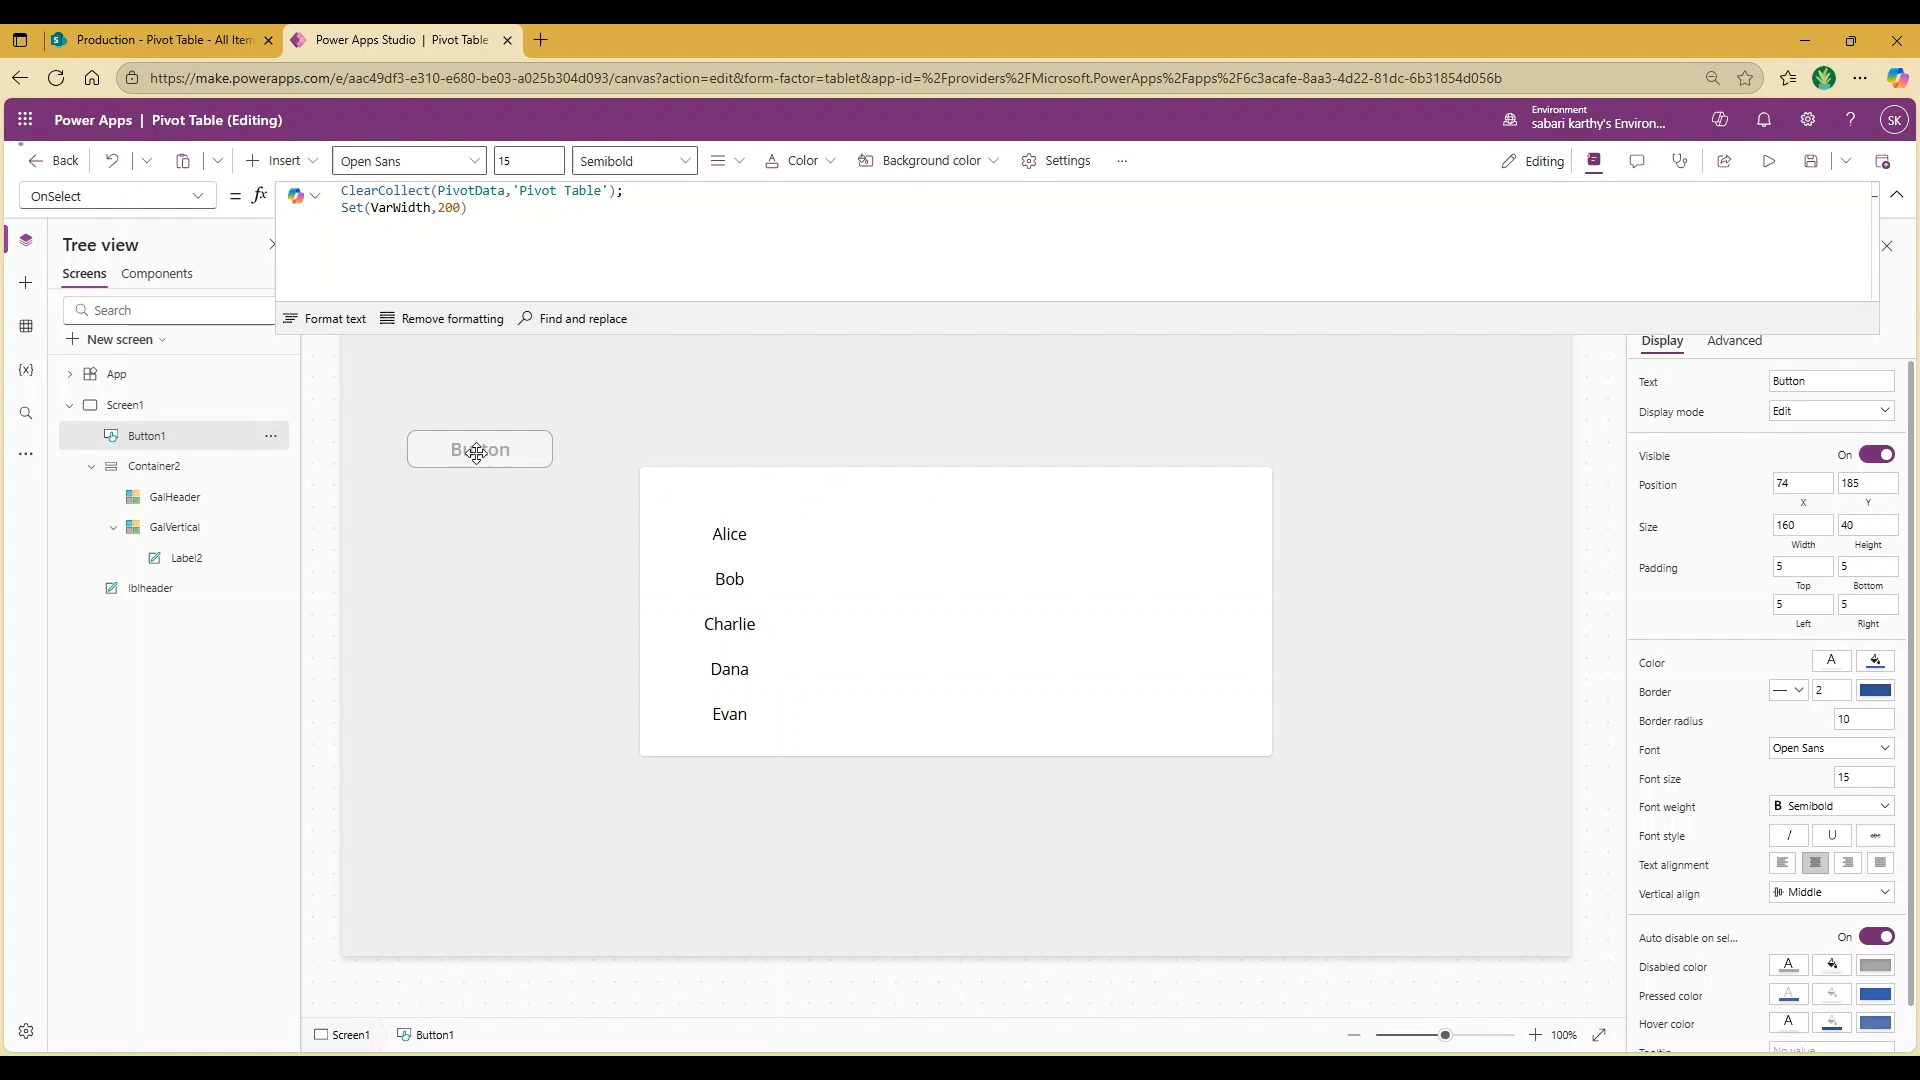 Production - Pivot Table - All Item
Power Apps Studio | Pivot Table
https://make.powerapps.com/e/aac49df3-e310-e680-be03-a025b304d093/canvas?action=edit&form-factor=tablet&app-id=%2Fproviders%2FMicrosoft.PowerApps%2Fapps%2F6c3acafe-8aa3-4d22-81dc-6b31854d056b
Power Apps | Pivot Table (Editing)
Environment
sabari karthy's Environ...
SK
Back
Insert
Open Sans
15
Semibold
Color
Background color
Settings
Editing
OnSelect
= fx
ClearCollect(PivotData,'Pivot Table');
Set(VarWidth,200)
Format text
Remove formatting
Find and replace
Tree view
Screens
Components
Search
New screen
App
Screen1
Button1
Container2
GalHeader
GalVertical
Label2
lblheader
Button
Alice
Bob
Charlie
Dana
Evan
Display
Advanced
Text
Button
Display mode
Edit
Visible
On
Position
74
185
X
Y
Size
160
40
Width
Height
Padding
5
5
Top
Bottom
5
5
Left
Right
Color
A
Border
2
Border radius
10
Font
Open Sans
Font size
15
Font weight
B Semibold
Font style
/
U
abc
Text alignment
Vertical align
Middle
Auto disable on sel...
On
Disabled color
A
Pressed color
A
Hover color
A
Screen1
Button1
100%